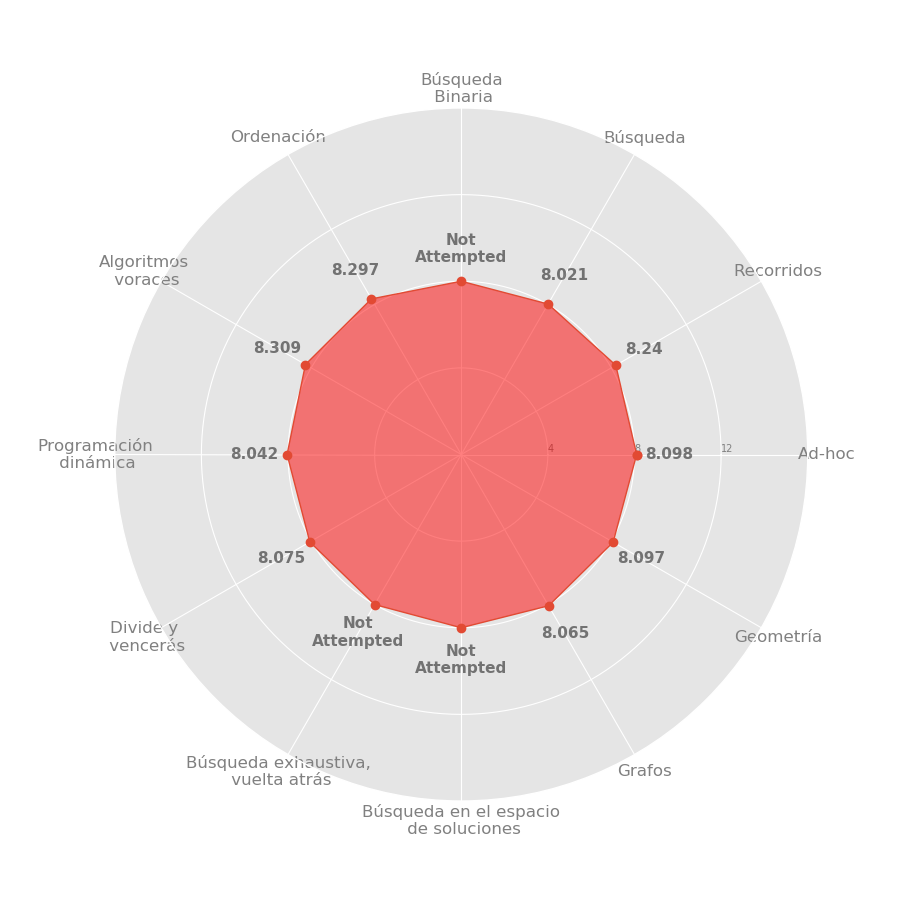 Búsqueda
Binaria
Ordenación
Búsqueda
Not
Attempted
Algoritmos
voraces
8.297
8.021
Recorridos
8.309
8.24
Programación
dinámica
8.042
4
8
12
8.098
Ad-hoc
8.075
8.097
Divide y
vencerás
Not
Attempted
Not
Attempted
8.065
Geometría
Búsqueda exhaustiva,
vuelta atrás
Grafos
Búsqueda en el espacio
de soluciones